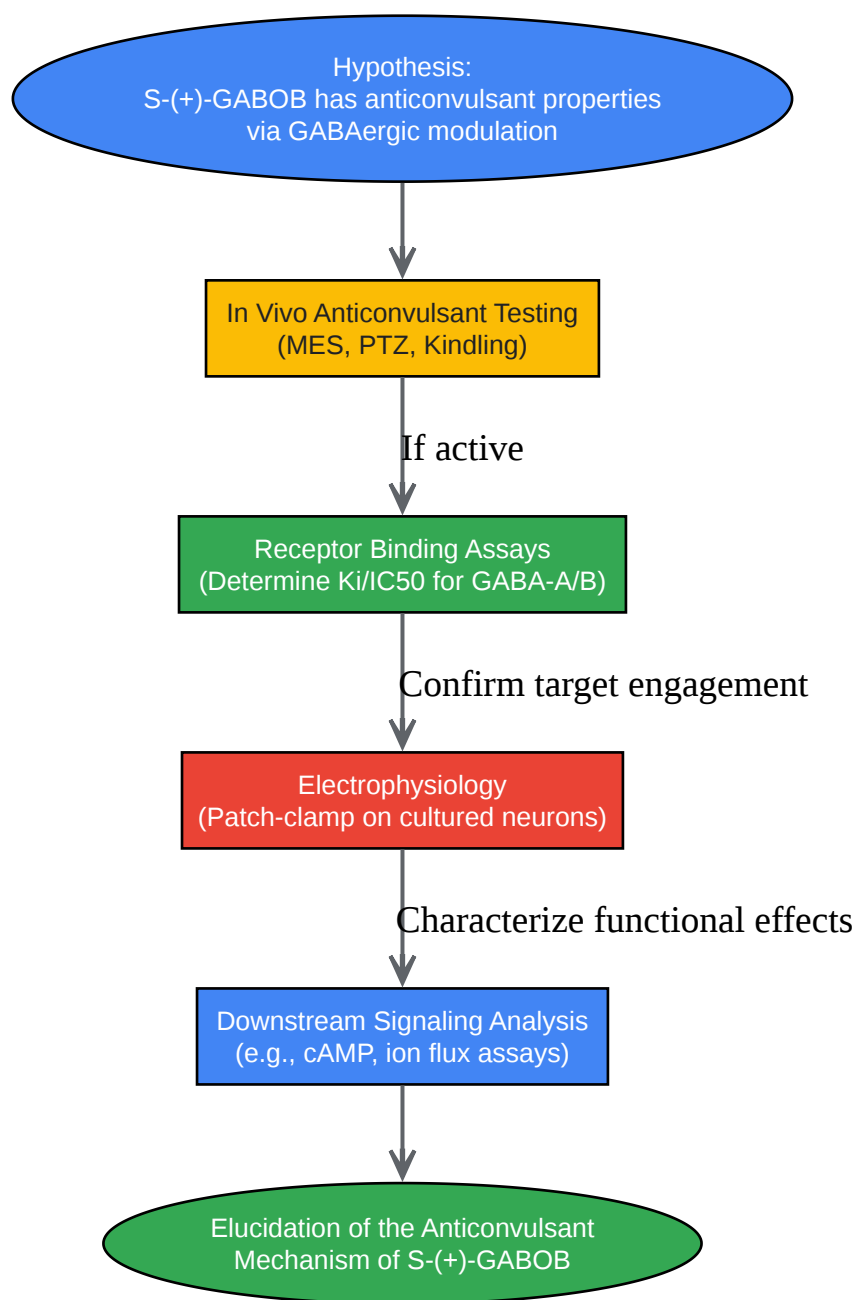 Hypothesis:
S-(+)-GABOB has anticonvulsant properties
via GABAergic modulation
In Vivo Anticonvulsant Testing
(MES, PTZ, Kindling)
If active
Receptor Binding Assays
(Determine Ki/IC50 for GABA-A/B)
Confirm target engagement
Electrophysiology
(Patch-clamp on cultured neurons)
Characterize functional effects
Downstream Signaling Analysis
(e.g., cAMP, ion flux assays)
Elucidation of the Anticonvulsant
Mechanism of S-(+)-GABOB